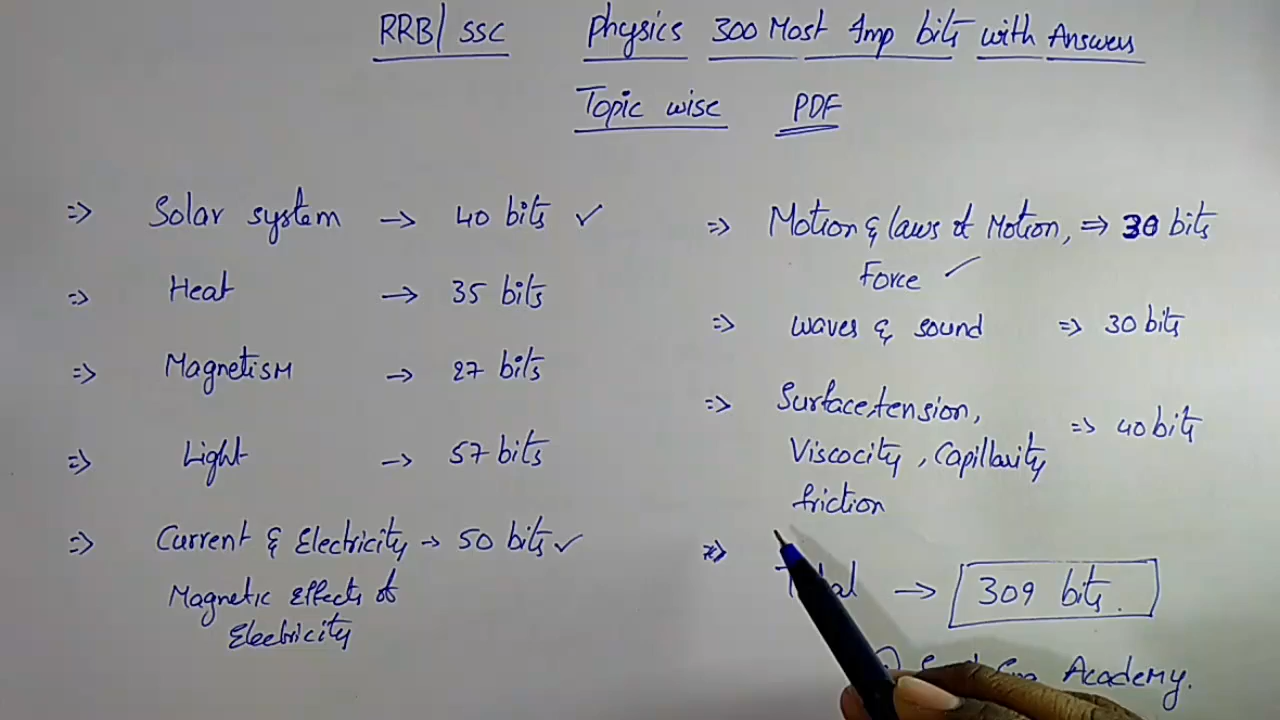 RRB/ SSC Physics 300 Most Imp bits with Answers
Topic wise PDF
=> Solar system → 40 bits ✓
=> Heat → 35 bits
=> Magnetism → 27 bits
=> Light → 57 bits
=> Current & Electricity → 50 bits ✓
Magnetic Effects of
Electricity
=> Motion & laws of Motion, => 30 bits
Force ✓
=> waves & sound => 30 bits
=> Surface tension,
Viscocity, Capillarity => 40 bits
friction
=> Total → 309 bits.
Academy.